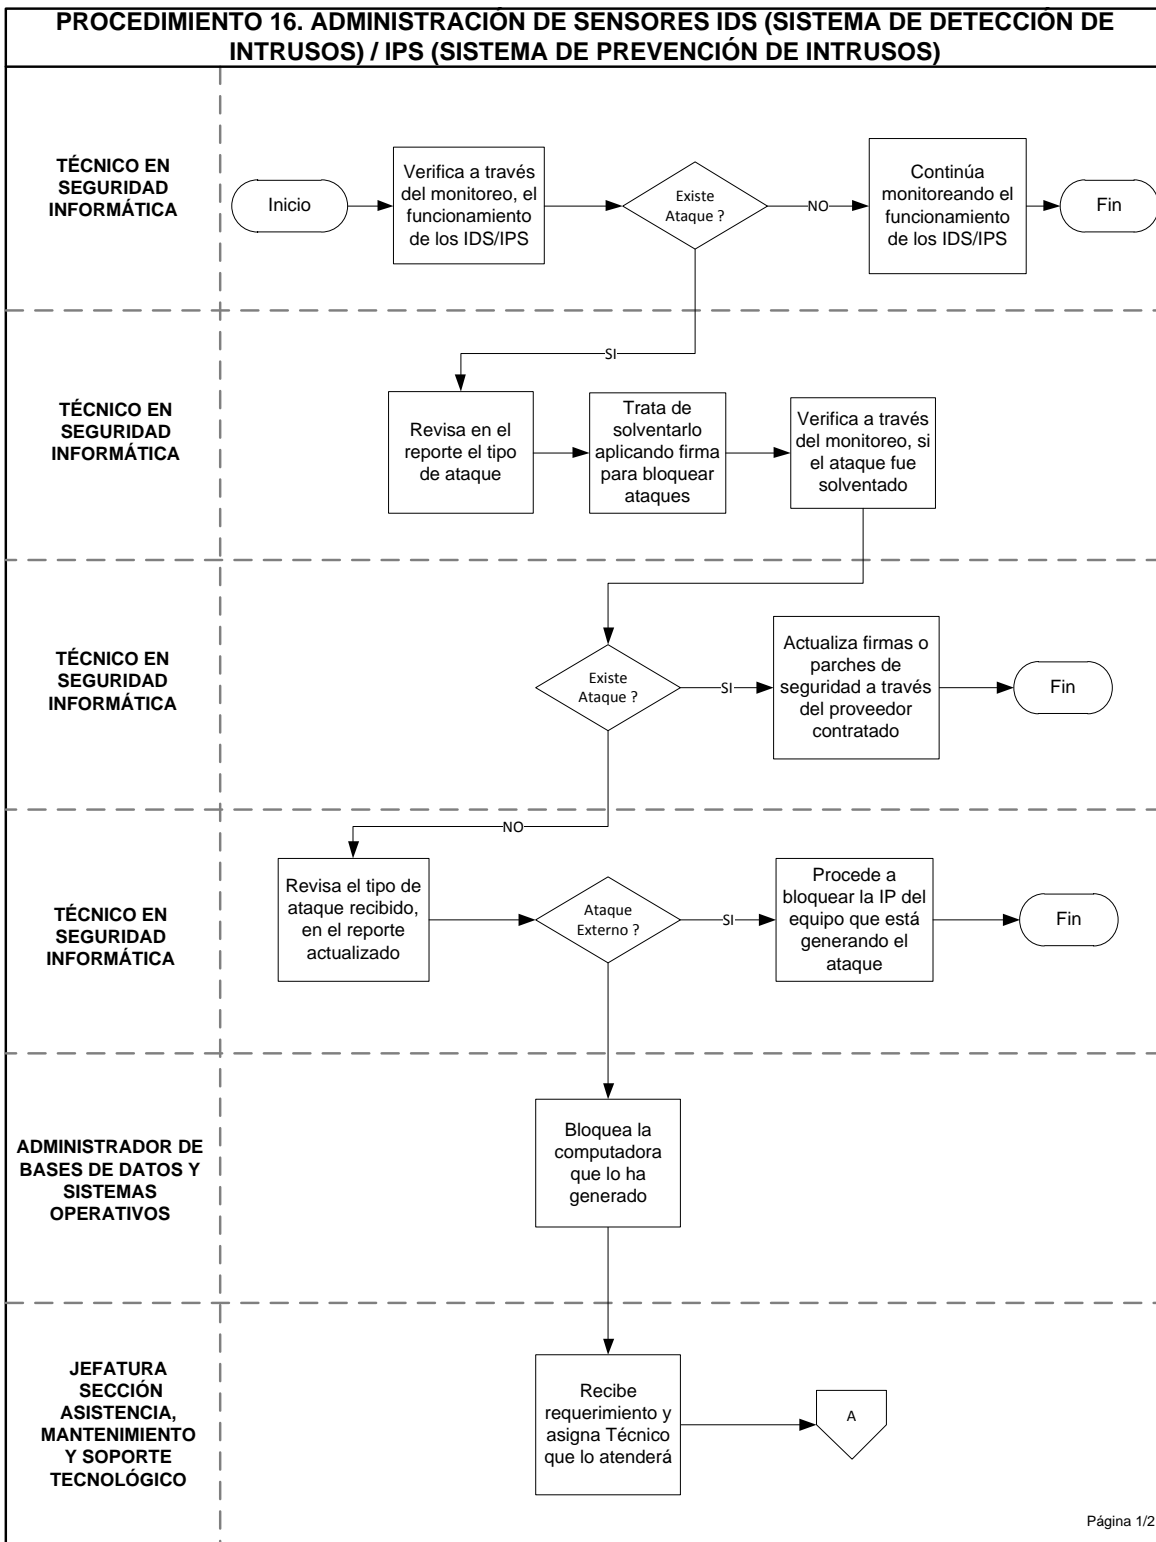 PROCEDIMIENTO 16. ADMINISTRACIÓN DE SENSORES IDS (SISTEMA DE DETECCIÓN DE
INTRUSOS) / IPS (SISTEMA DE PREVENCIÓN DE INTRUSOS)
TÉCNICO EN
SEGURIDAD
INFORMÁTICA
Inicio
Verifica a través
del monitoreo, el
funcionamiento
de los IDS/IPS
Existe
Ataque ?
NO
Continúa
monitoreando el
funcionamiento
de los IDS/IPS
Fin
SI
TÉCNICO EN
SEGURIDAD
INFORMÁTICA
Revisa en el
reporte el tipo
de ataque
Trata de
solventarlo
aplicando firma
para bloquear
ataques
Verifica a través
del monitoreo, si
el ataque fue
solventado
TÉCNICO EN
SEGURIDAD
INFORMÁTICA
Existe
Ataque ?
SI
Actualiza firmas o
parches de
seguridad a través
del proveedor
contratado
Fin
NO
TÉCNICO EN
SEGURIDAD
INFORMÁTICA
Revisa el tipo de
ataque recibido,
en el reporte
actualizado
Ataque
Externo ?
SI
Procede a
bloquear la IP del
equipo que está
generando el
ataque
Fin
ADMINISTRADOR DE
BASES DE DATOS Y
SISTEMAS
OPERATIVOS
Bloquea la
computadora
que lo ha
generado
JEFATURA
SECCIÓN
ASISTENCIA,
MANTENIMIENTO
Y SOPORTE
TECNOLÓGICO
Recibe
requerimiento y
asigna Técnico
que lo atenderá
A
Página 1/2